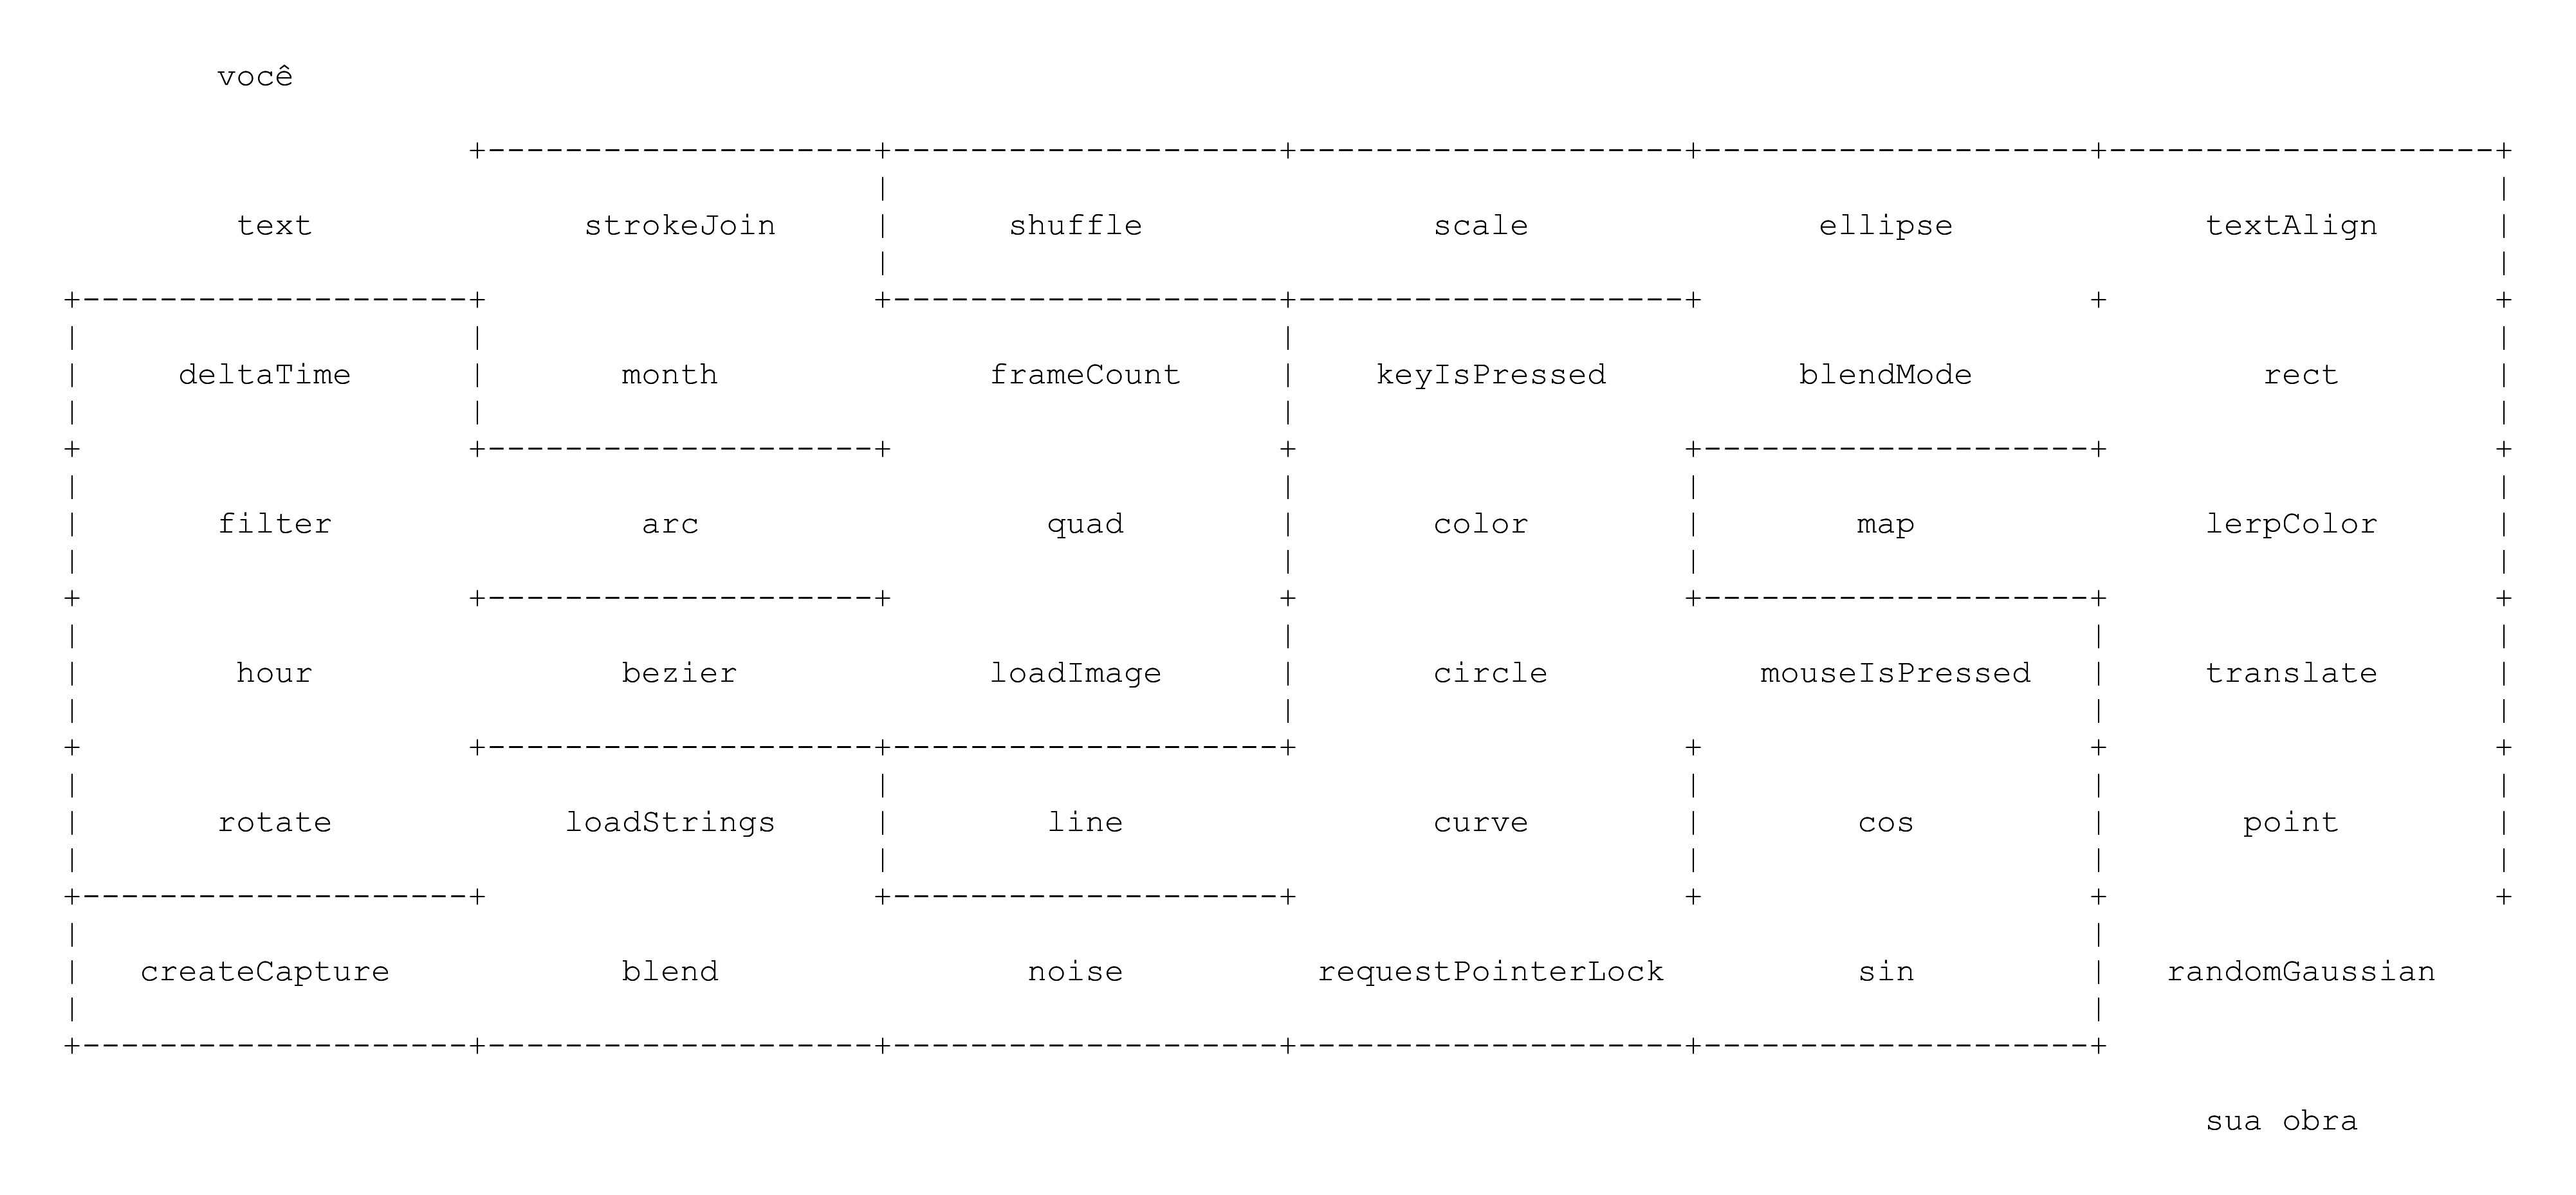 você
text strokeJoin shuffle scale ellipse textAlign
deltaTime month frameCount keyIsPressed blendMode rect
filter arc quad color map lerpColor
hour bezier loadImage circle mouseIsPressed translate
rotate loadStrings line curve cos point
createCapture blend noise requestPointerLock sin randomGaussian
sua obra